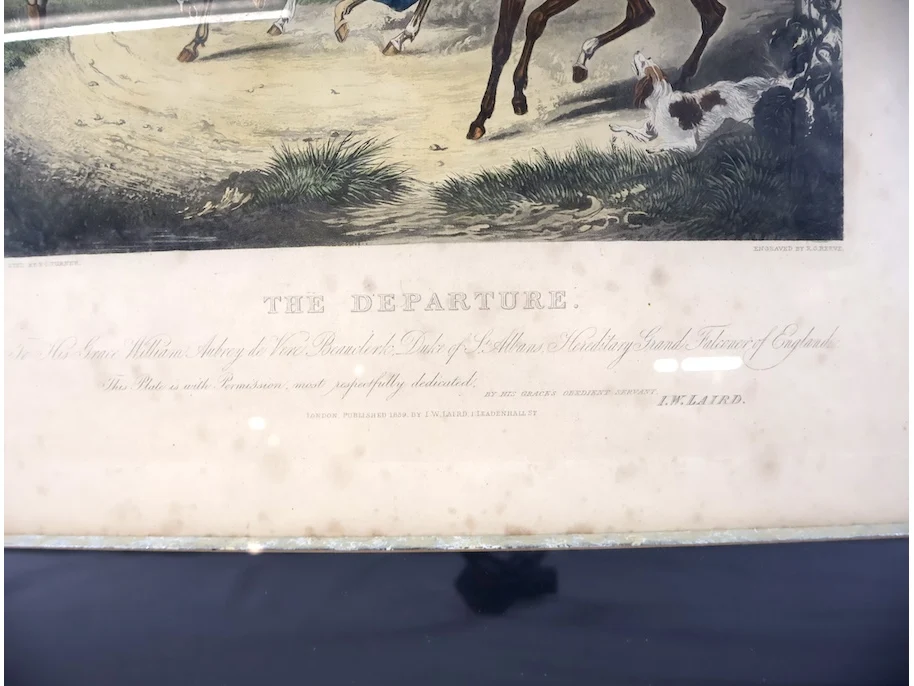 ENGRAVED BY R.G. REEVE.
THE DEPARTURE.
To His Grace William Aubrey de Vere Beauclerk, Duke of St. Albans, Hereditary Grand Falconer of England,
This Plate is with Permission, most respectfully dedicated,
BY HIS GRACES OBEDIENT SERVANT,
I.W. LAIRD.
LONDON PUBLISHED 1839, BY I.W. LAIRD, 1 LEADENHALL ST